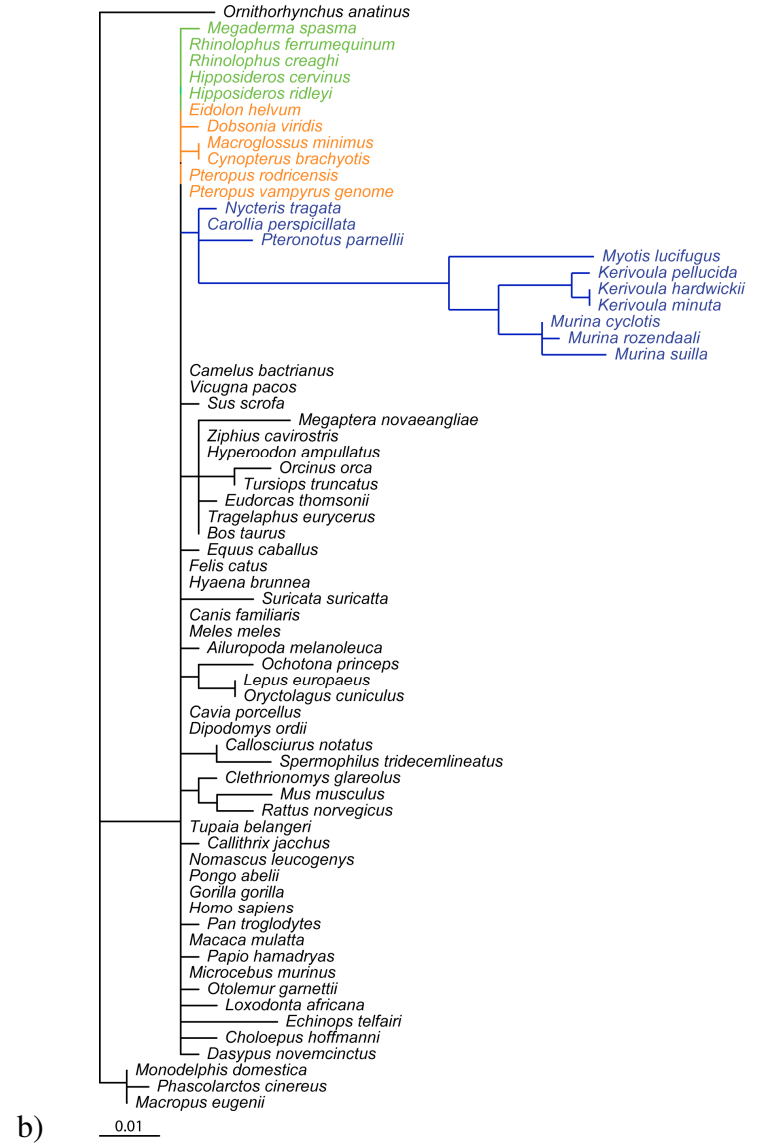 Ornithorhynchus anatinus
Megaderma spasma
Rhinolophus ferrumequinum
Rhinolophus creaghi
Hipposideros cervinus
Hipposideros ridleyi
Eidolon helvum
Dobsonia viridis
Macroglossus minimus
Cynopterus brachyotis
Pteropus rodricensis
Pteropus vampyrus genome
Nycteris tragata
Carollia perspicillata
Pteronotus parnellii
Myotis lucifugus
Kerivoula pellucida
Kerivoula hardwickii
Kerivoula minuta
Murina cyclotis
Murina rozendaali
Murina suilla
Camelus bactrianus
Vicugna pacos
Sus scrofa
Megaptera novaeangliae
Ziphius cavirostris
Hyperoodon ampullatus
Orcinus orca
Tursiops truncatus
Eudorcas thomsonii
Tragelaphus eurycerus
Bos taurus
Equus caballus
Felis catus
Hyaena brunnea
Suricata suricatta
Canis familiaris
Meles meles
Ailuropoda melanoleuca
Ochotona princeps
Lepus europaeus
Oryctolagus cuniculus
Cavia porcellus
Dipodomys ordii
Callosciurus notatus
Spermophilus tridecemlineatus
Clethrionomys glareolus
Mus musculus
Rattus norvegicus
Tupaia belangeri
Callithrix jacchus
Nomascus leucogenys
Pongo abelii
Gorilla gorilla
Homo sapiens
Pan troglodytes
Macaca mulatta
Papio hamadryas
Microcebus murinus
Otolemur garnettii
Loxodonta africana
Echinops telfairi
Choloepus hoffmanni
Dasypus novemcinctus
Monodelphis domestica
Phascolarctos cinereus
Macropus eugenii
b)
0.01